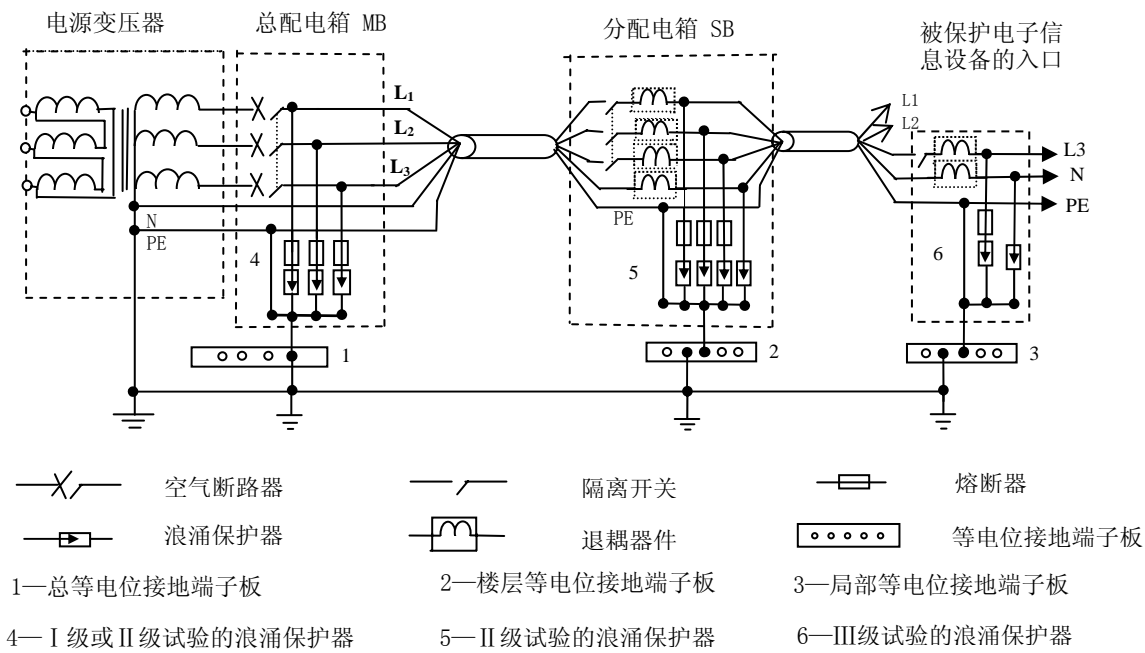 电源变压器
总配电箱 MB
分配电箱 SB
被保护电子信
息设备的入口
L₁
L₂
L₃
N
PE
4
1
PE
5
2
L1
L2
L3
N
PE
6
3
空气断路器
隔离开关
熔断器
浪涌保护器
退耦器件
等电位接地端子板
1—总等电位接地端子板
2—楼层等电位接地端子板
3—局部等电位接地端子板
4—Ⅰ级或Ⅱ级试验的浪涌保护器
5—Ⅱ级试验的浪涌保护器
6—Ⅲ级试验的浪涌保护器